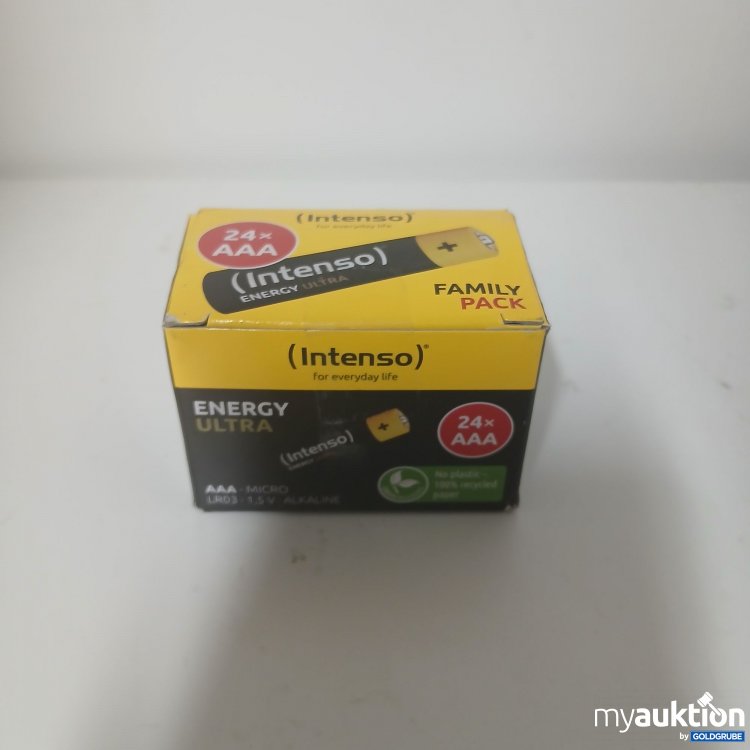 (Intenso)®
for everyday life
24x
AAA
(Intenso)
ENERGY ULTRA
FAMILY
PACK
(Intenso)®
for everyday life
ENERGY
ULTRA
24x
AAA
(Intenso)
ENERGY
No plastic -
100% recycled
paper
AAA - MICRO
LR03 - 1,5 V - ALKALINE
myauktion
by GOLDGRUBE